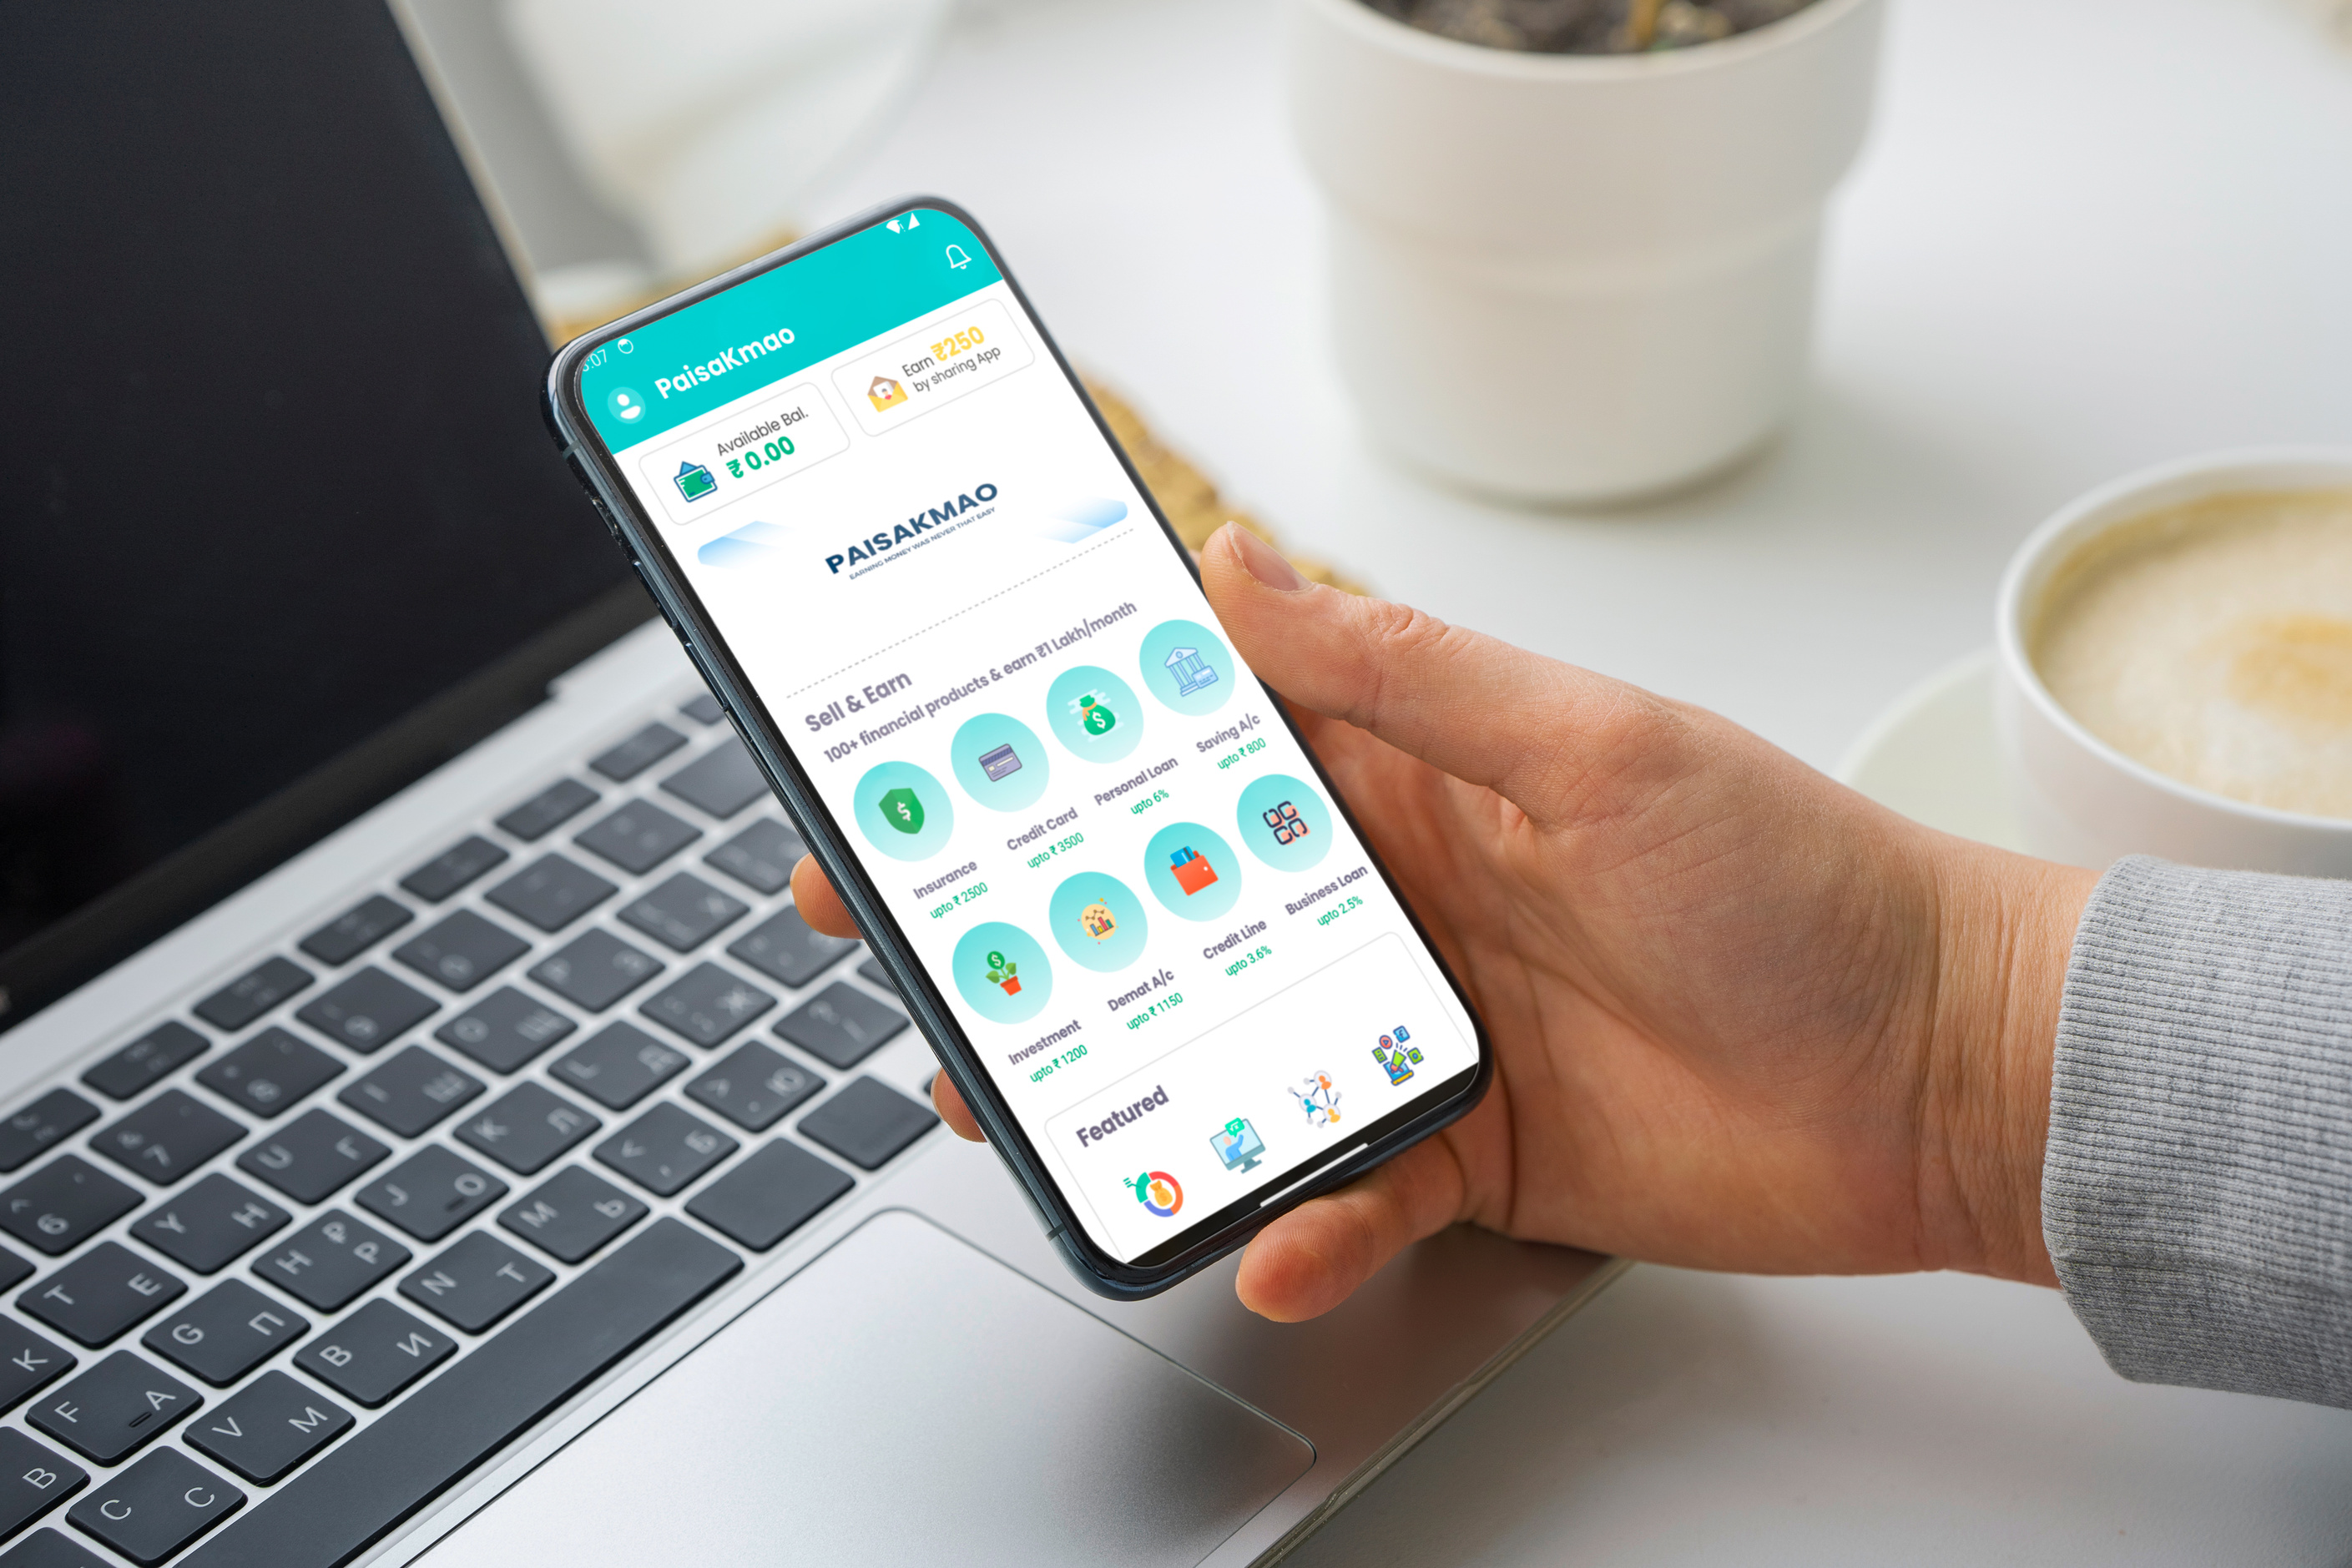 :07
PaisaKmao
Available Bal.
₹ 0.00
Earn ₹250
by sharing App
PAISAKMAO
EARNING MONEY WAS NEVER THAT EASY
Sell & Earn
100+ financial products & earn ₹1 Lakh/month
Insurance
upto ₹ 2500
Credit Card
upto ₹ 3500
Personal Loan
upto 6%
Saving A/c
upto ₹ 800
Investment
upto ₹ 1200
Demat A/c
upto ₹ 1150
Credit Line
upto 3.6%
Business Loan
upto 2.5%
Featured
6
7
U Г
I Ш
T Е
Y Н
J О
K Л
G П
H Р ₽
N Т
M Ь
K
F А
V М
B И
В
C С